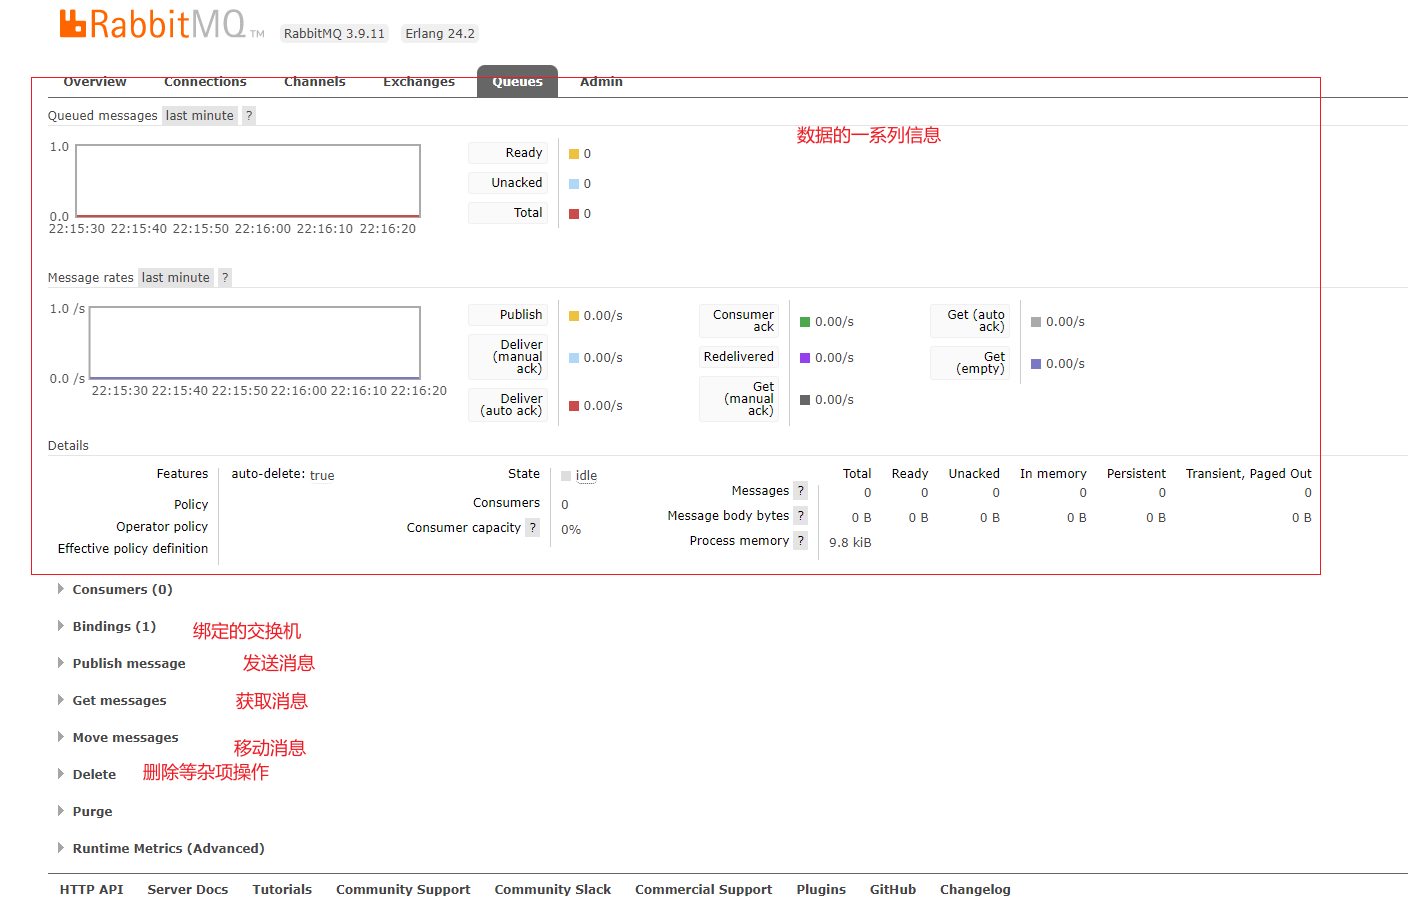 RabbitMQ TM RabbitMQ 3.9.11 Erlang 24.2
Overview Connections Channels Exchanges Queues Admin
Queued messages last minute ?
数据的一系列信息
1.0
0.0
22:15:30 22:15:40 22:15:50 22:16:00 22:16:10 22:16:20
Ready 0
Unacked 0
Total 0
Message rates last minute ?
1.0 /s
0.0 /s
22:15:30 22:15:40 22:15:50 22:16:00 22:16:10 22:16:20
Publish 0.00/s
Deliver
(manual
ack)
0.00/s
Deliver
(auto ack)
0.00/s
Consumer
ack
0.00/s
Redelivered 0.00/s
Get
(manual
ack)
0.00/s
Get (auto
ack)
0.00/s
Get
(empty)
0.00/s
Details
Features auto-delete: true
Policy
Operator policy
Effective policy definition
State idle
Consumers 0
Consumer capacity ? 0%
Total Ready Unacked In memory Persistent Transient, Paged Out
Messages ? 0 0 0 0 0 0
Message body bytes ? 0 B 0 B 0 B 0 B 0 B 0 B
Process memory ? 9.8 kiB
Consumers (0)
Bindings (1) 绑定的交换机
Publish message 发送消息
Get messages 获取消息
Move messages 移动消息
Delete 删除等杂项操作
Purge
Runtime Metrics (Advanced)
HTTP API Server Docs Tutorials Community Support Community Slack Commercial Support Plugins GitHub Changelog